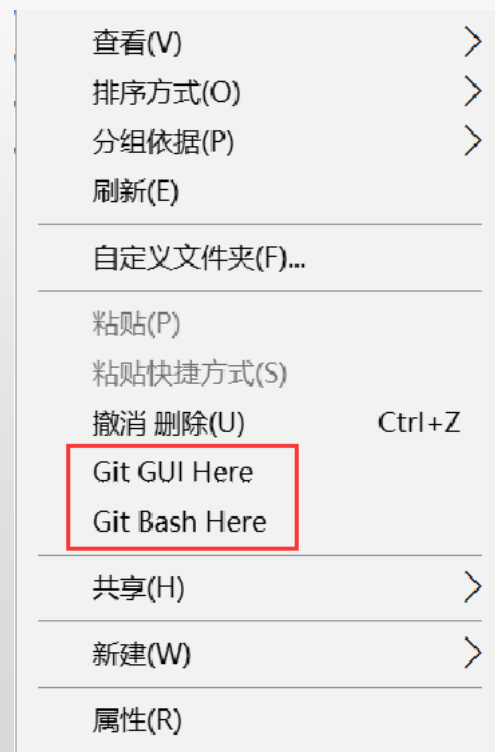 查看(V)
排序方式(O)
分组依据(P)
刷新(E)
自定义文件夹(F)...
粘贴(P)
粘贴快捷方式(S)
撤消 删除(U) Ctrl+Z
Git GUI Here
Git Bash Here
共享(H)
新建(W)
属性(R)